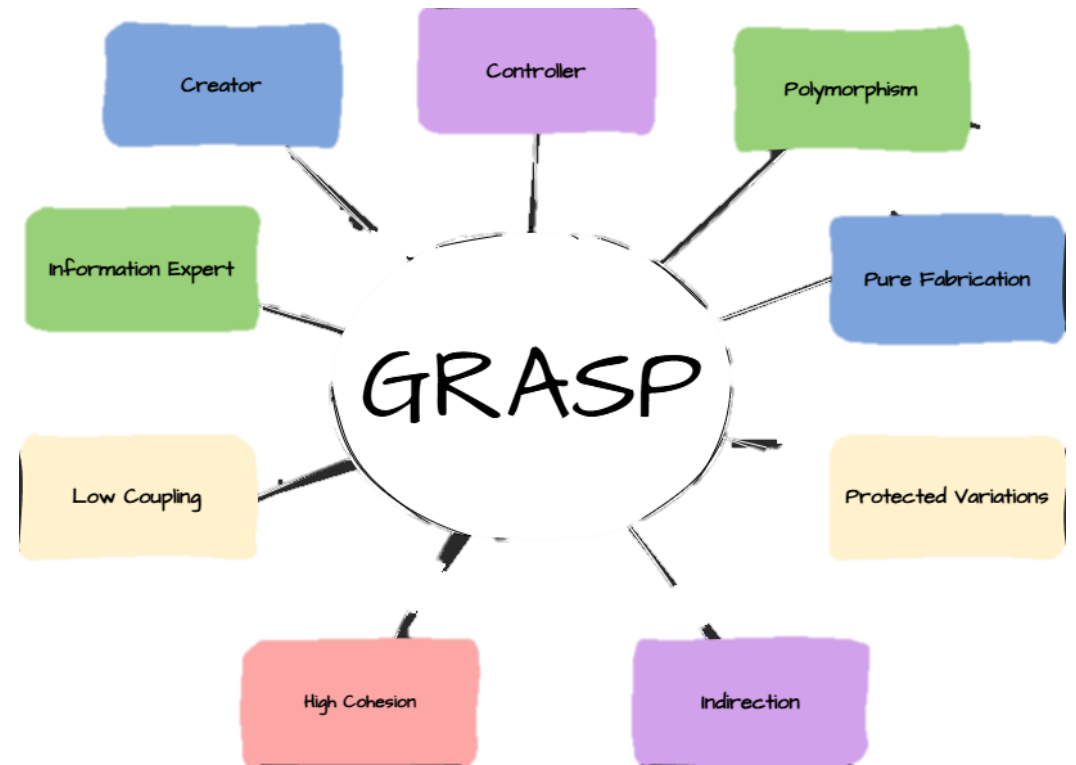 Creator
Controller
Polymorphism
Information Expert
Pure Fabrication
GRASP
Low Coupling
Protected Variations
High Cohesion
Indirection